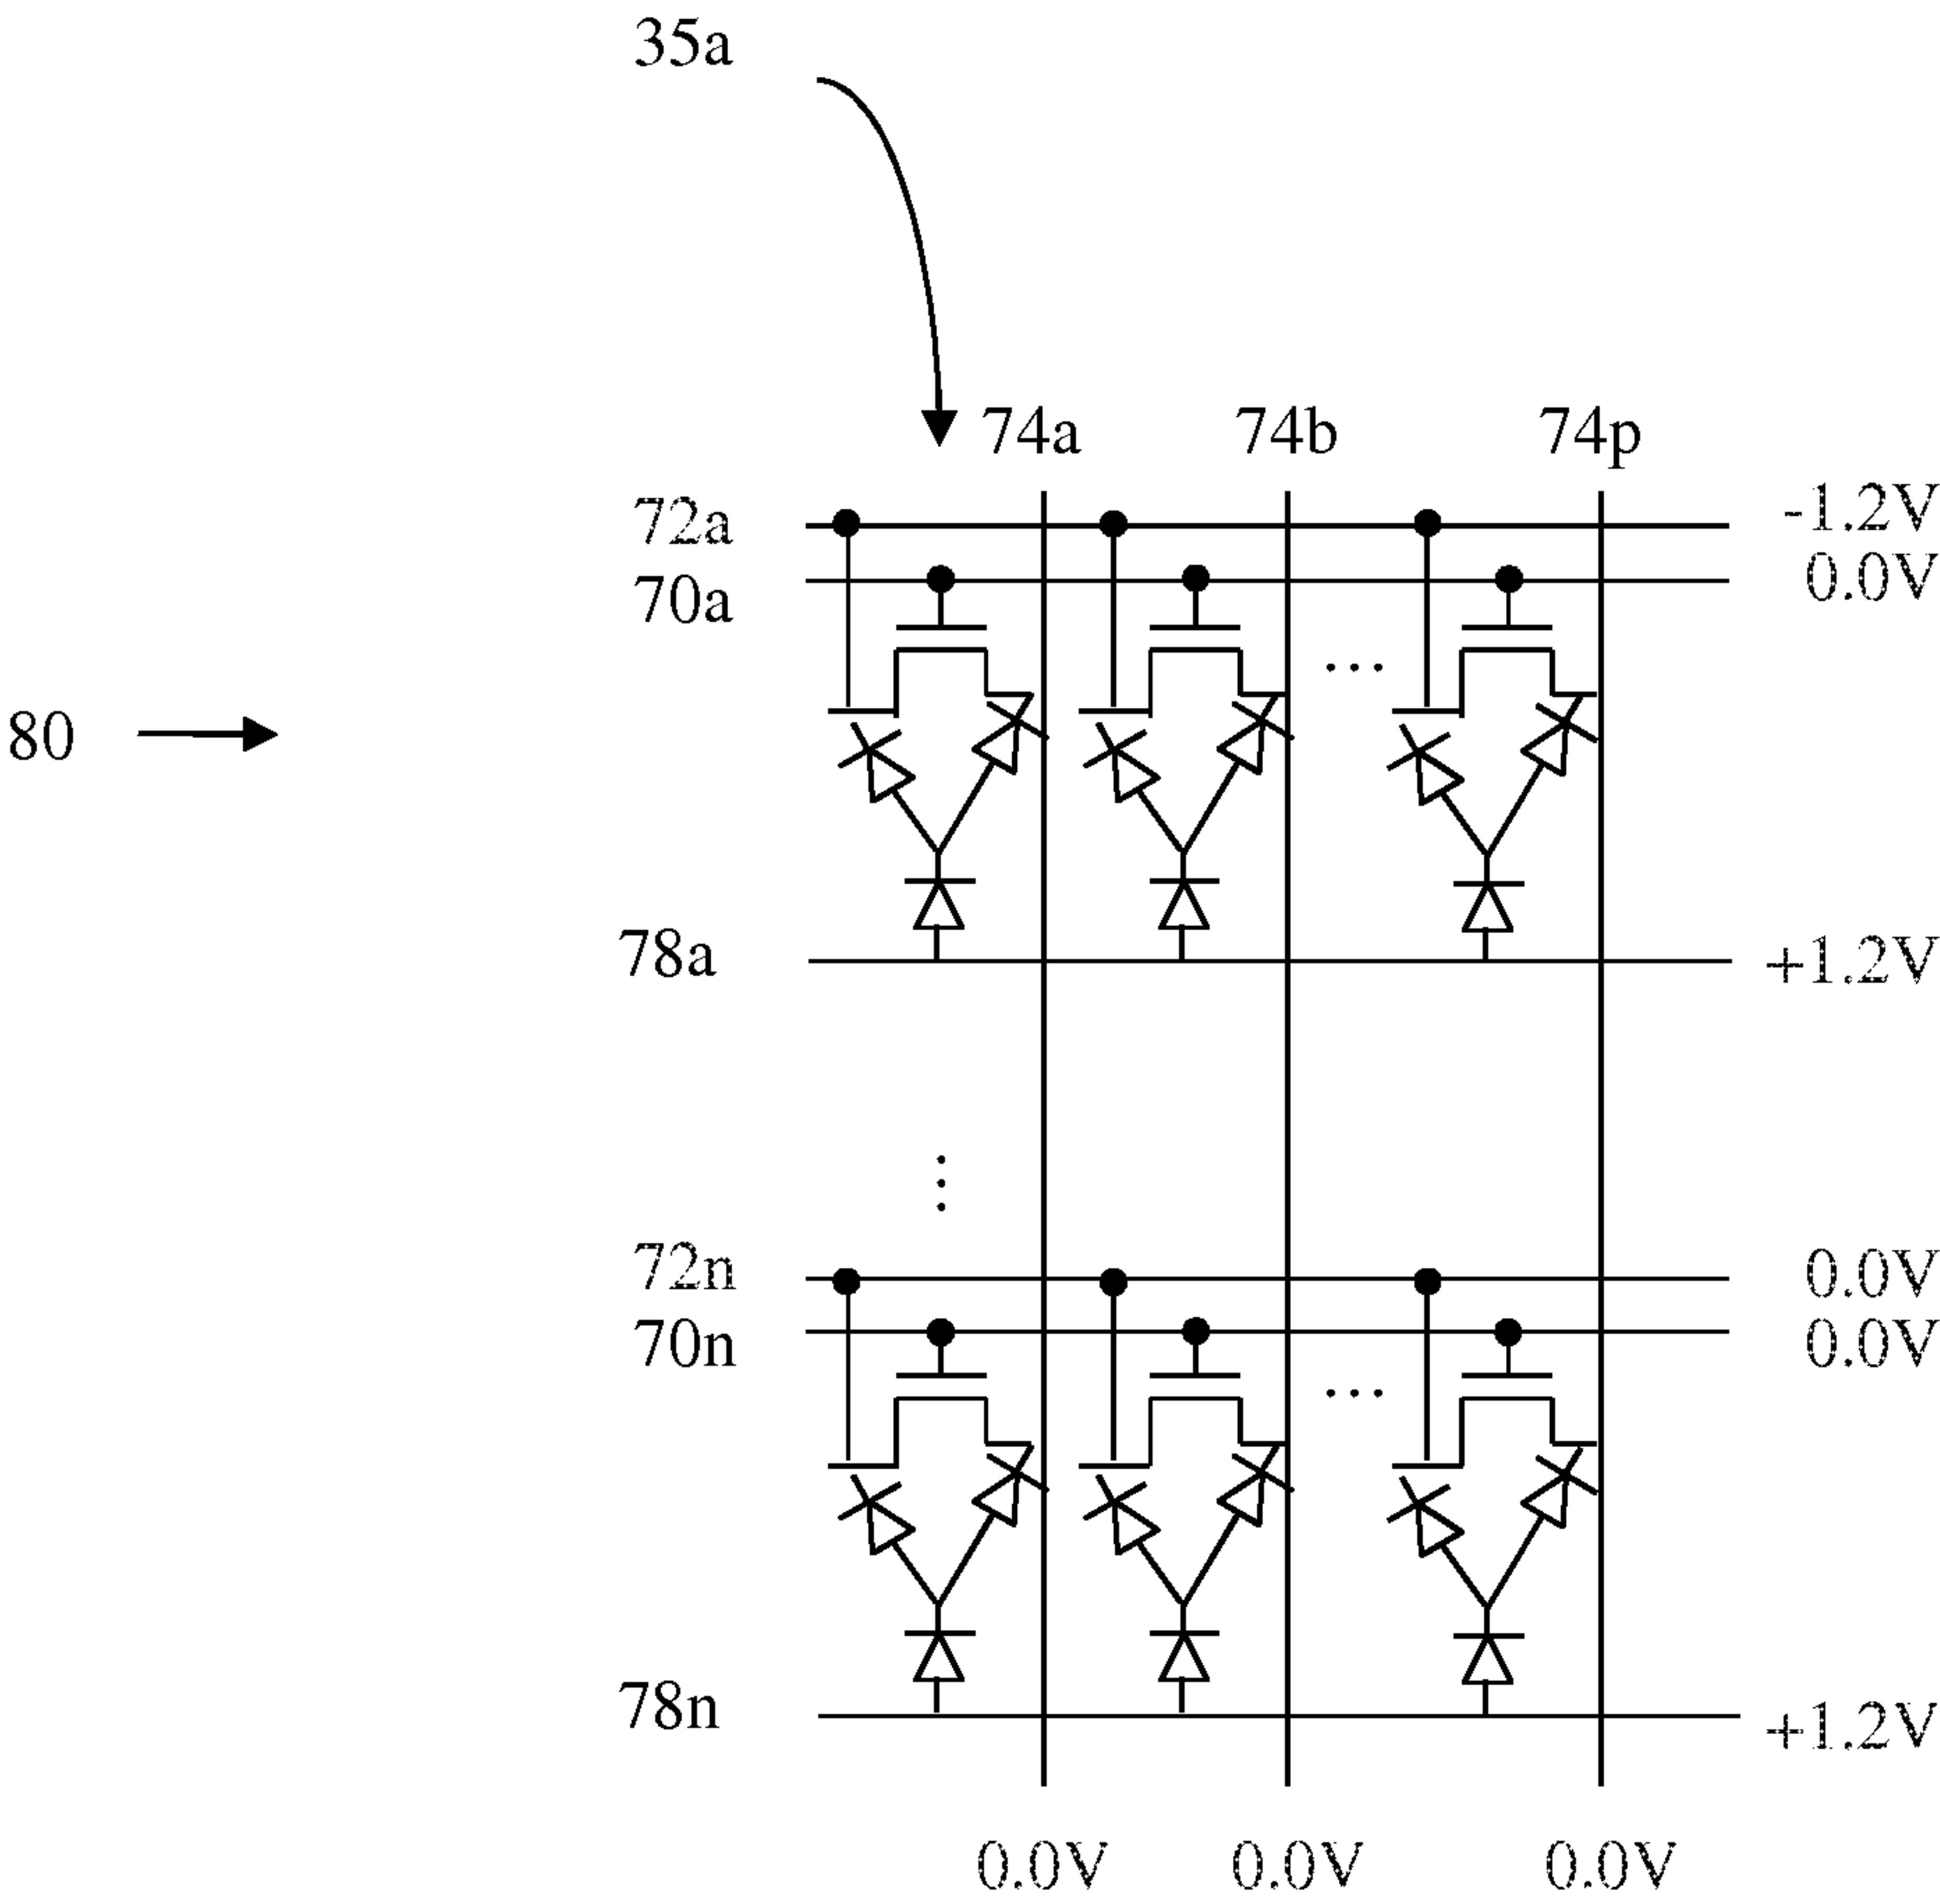 35a
74a 74b 74p
72a -1.2V
70a 0.0V
...
80
78a +1.2V
...
72n 0.0V
70n 0.0V
...
78n +1.2V
0.0V 0.0V 0.0V